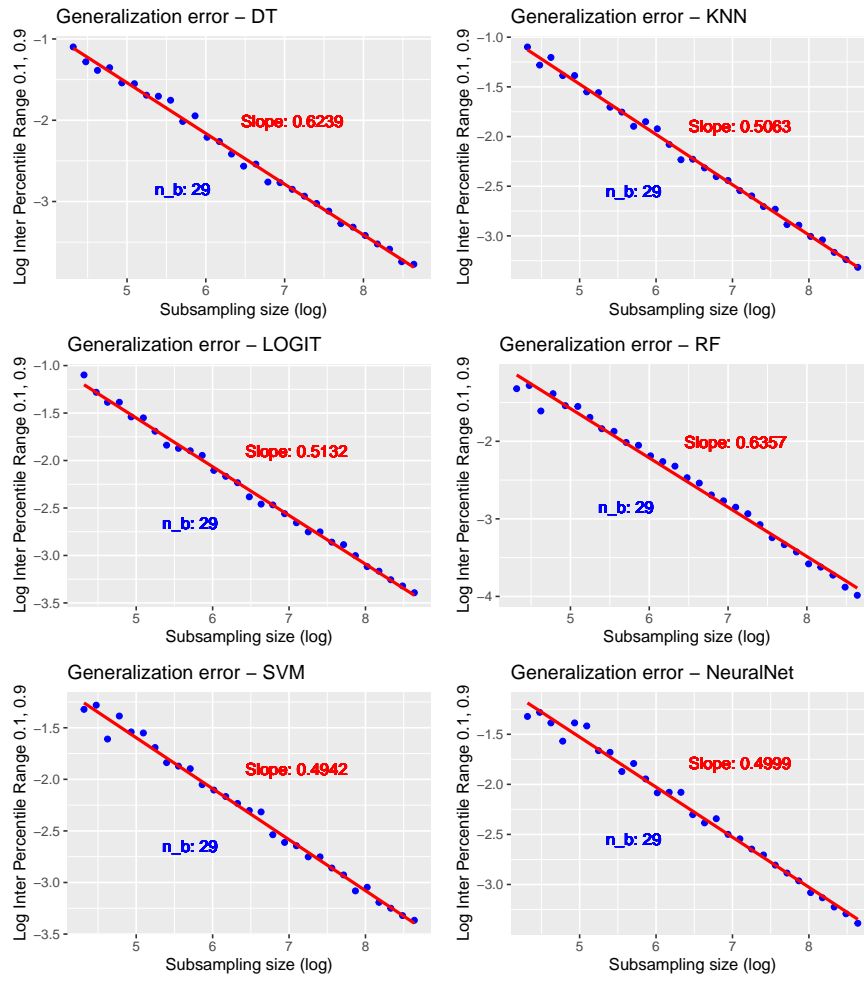 Generalization error − DT
Log Inter Percentile Range 0.1, 0.9
−1
−2
−3
Slope: 0.6239
n_b: 29
5 6 7 8
Subsampling size (log)
Generalization error − KNN
Log Inter Percentile Range 0.1, 0.9
−1.0
−1.5
−2.0
−2.5
−3.0
Slope: 0.5063
n_b: 29
5 6 7 8
Subsampling size (log)
Generalization error − LOGIT
Log Inter Percentile Range 0.1, 0.9
−1.0
−1.5
−2.0
−2.5
−3.0
−3.5
Slope: 0.5132
n_b: 29
5 6 7 8
Subsampling size (log)
Generalization error − RF
Log Inter Percentile Range 0.1, 0.9
−2
−3
−4
Slope: 0.6357
n_b: 29
5 6 7 8
Subsampling size (log)
Generalization error − SVM
Log Inter Percentile Range 0.1, 0.9
−1.5
−2.0
−2.5
−3.0
−3.5
Slope: 0.4942
n_b: 29
5 6 7 8
Subsampling size (log)
Generalization error − NeuralNet
Log Inter Percentile Range 0.1, 0.9
−1.5
−2.0
−2.5
−3.0
Slope: 0.4999
n_b: 29
5 6 7 8
Subsampling size (log)